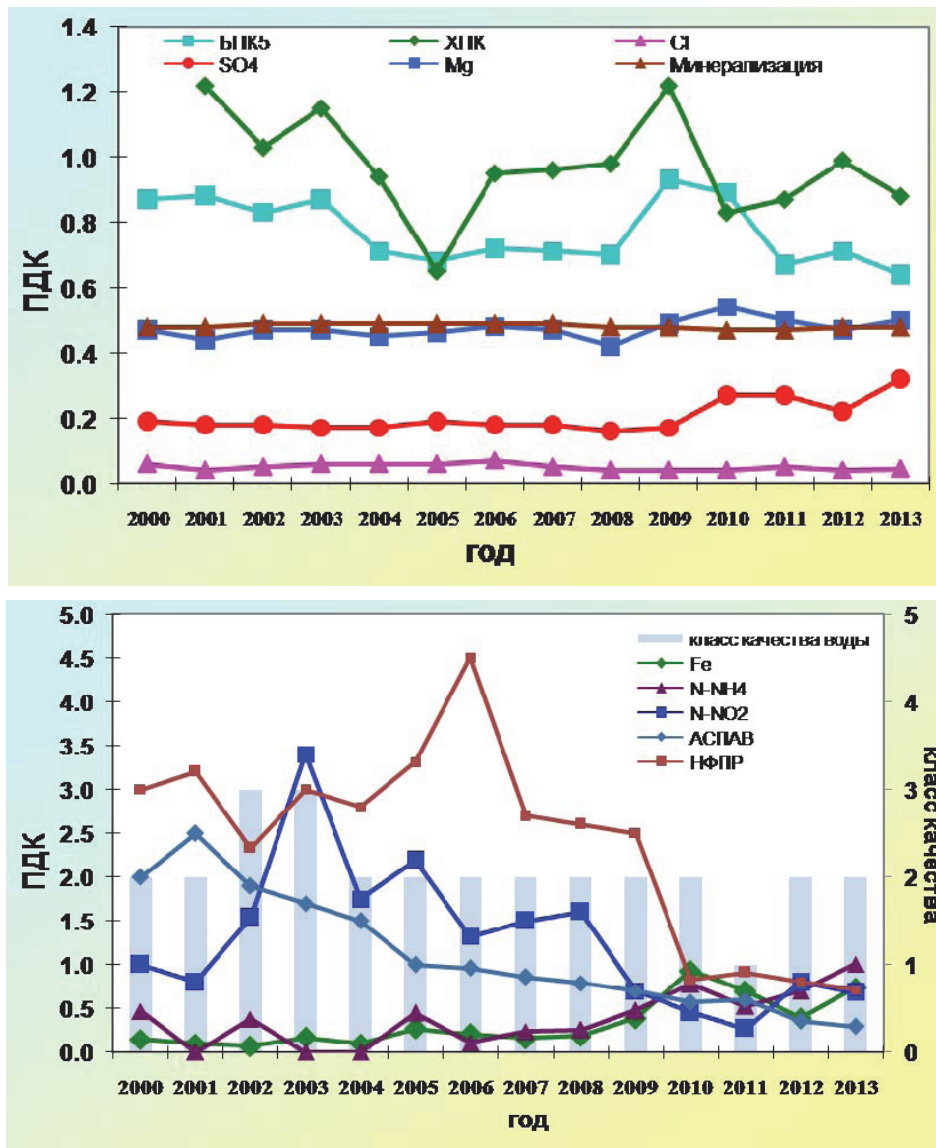 1.4
БПК5 ХПК Cl
SO4 Mg Минерализация
1.2
1.0
0.8
0.6
0.4
0.2
0.0
ПДК
2000 2001 2002 2003 2004 2005 2006 2007 2008 2009 2010 2011 2012 2013
год
5.0 5
класс качества воды
4.5
Fe
4.0 4
N-NH4
N-NO2
3.5
АСПАВ
НФПР
3.0 3
2.5
2.0 2
1.5
1.0 1
0.5
0.0 0
ПДК
класс качества
2000 2001 2002 2003 2004 2005 2006 2007 2008 2009 2010 2011 2012 2013
год